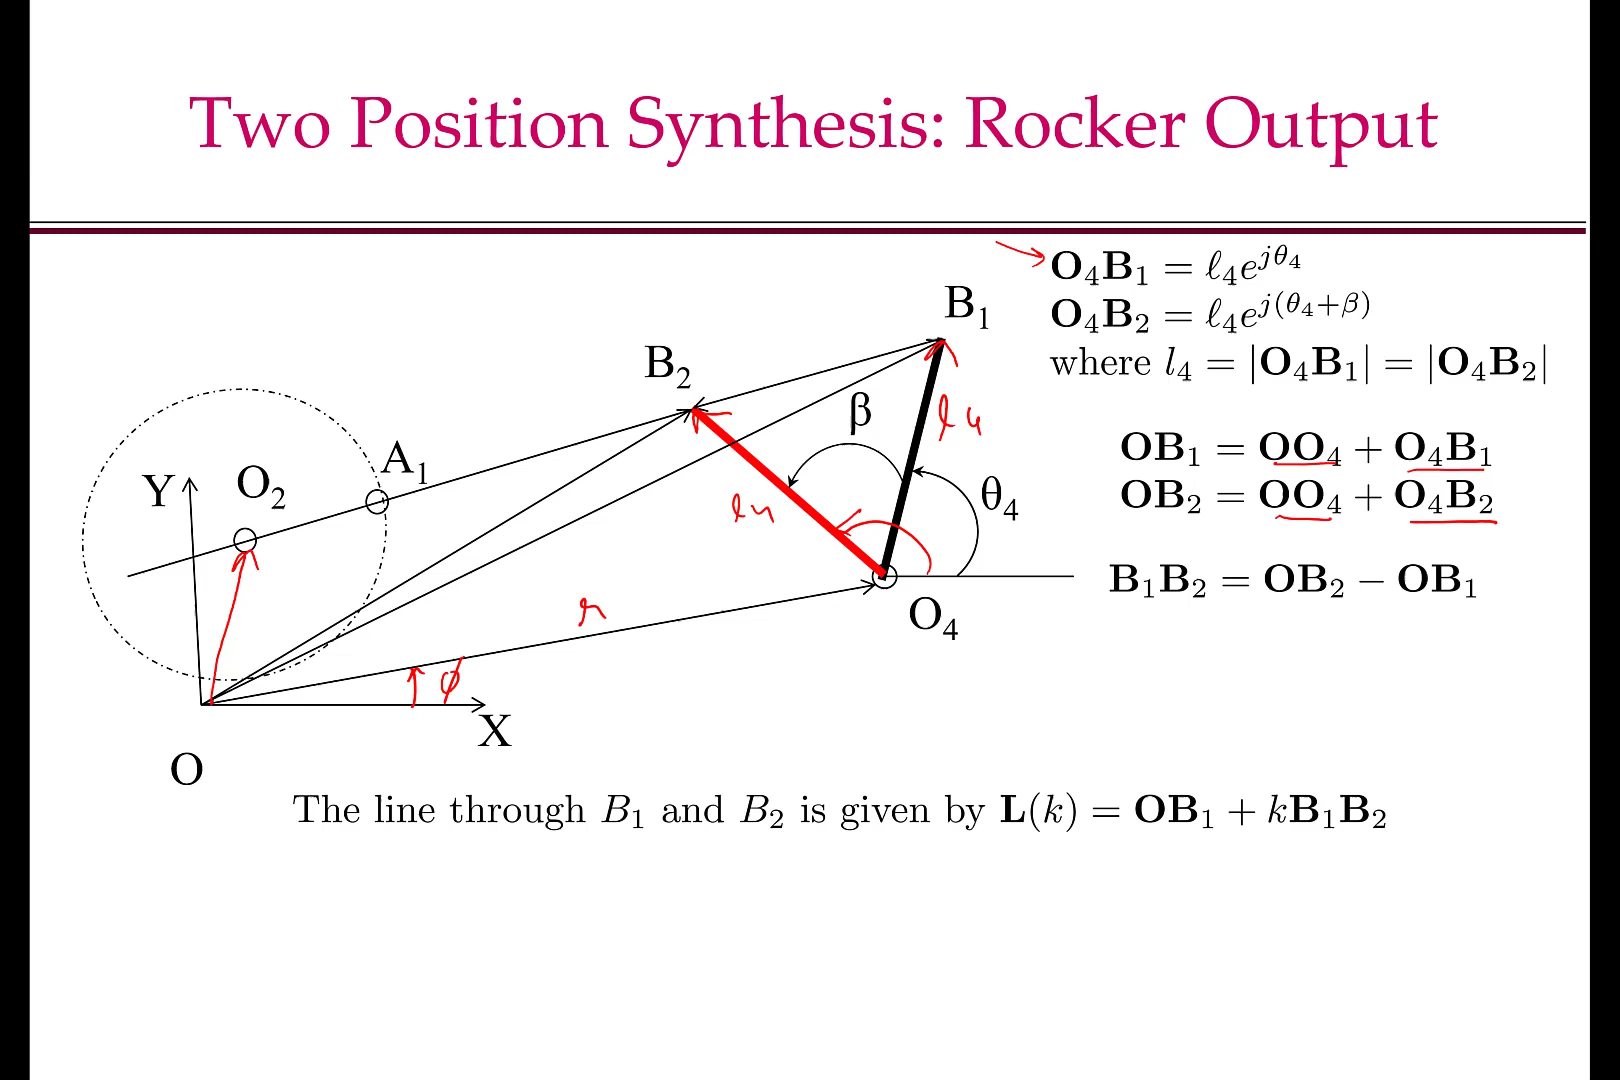 Two Position Synthesis: Rocker Output
O₄B₁ = ℓ₄e^{jθ₄}
O₄B₂ = ℓ₄e^{j(θ₄+β)}
where l₄ = |O₄B₁| = |O₄B₂|
B₁
B₂
β
ℓ₄
OB₁ = OO₄ + O₄B₁
OB₂ = OO₄ + O₄B₂
A₁
Y
O₂
θ₄
ℓ₄
B₁B₂ = OB₂ − OB₁
r
O₄
ϕ
X
O
The line through B₁ and B₂ is given by L(k) = OB₁ + kB₁B₂